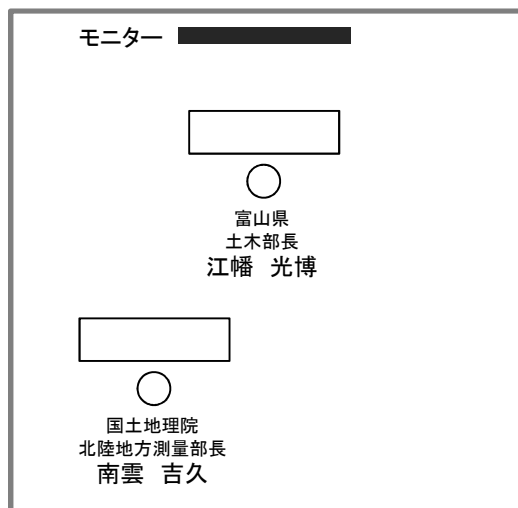 モニター
富山県
土木部長
江幡　光博
国土地理院
北陸地方測量部長
南雲　吉久